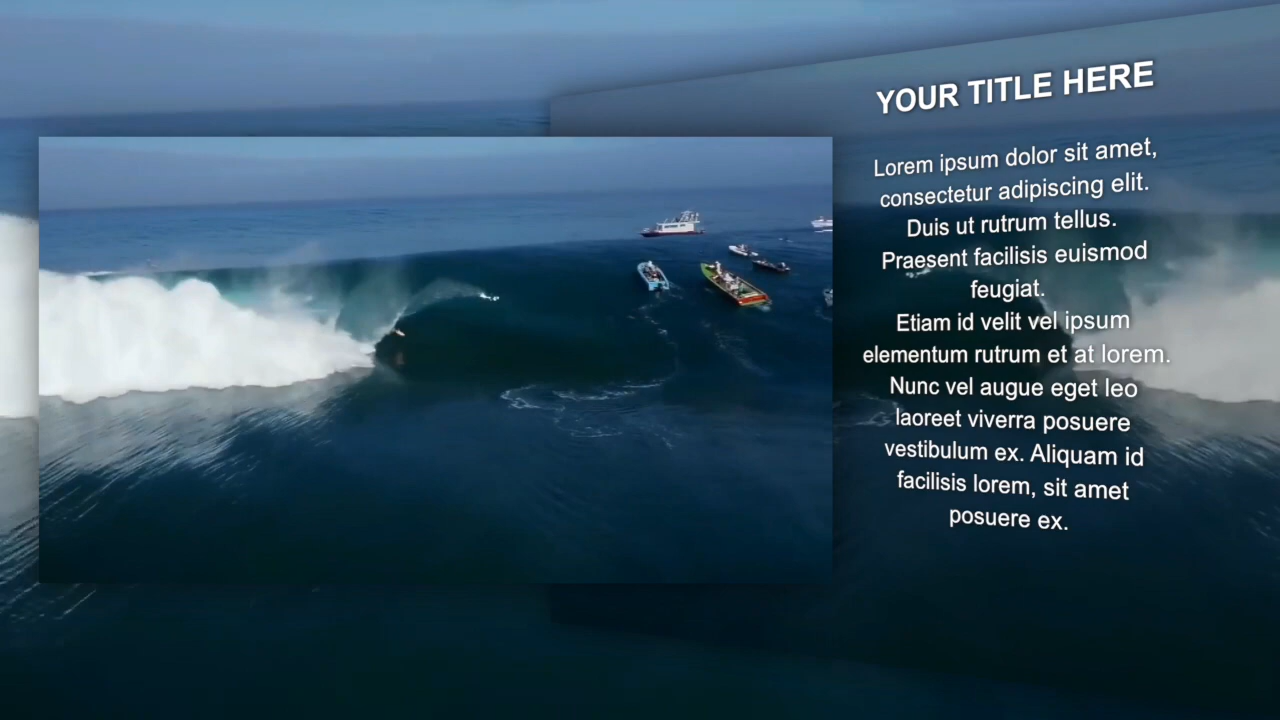 YOUR TITLE HERE
Lorem ipsum dolor sit amet,
consectetur adipiscing elit.
Duis ut rutrum tellus.
Praesent facilisis euismod
feugiat.
Etiam id velit vel ipsum
elementum rutrum et at lorem.
Nunc vel augue eget leo
laoreet viverra posuere
vestibulum ex. Aliquam id
facilisis lorem, sit amet
posuere ex.